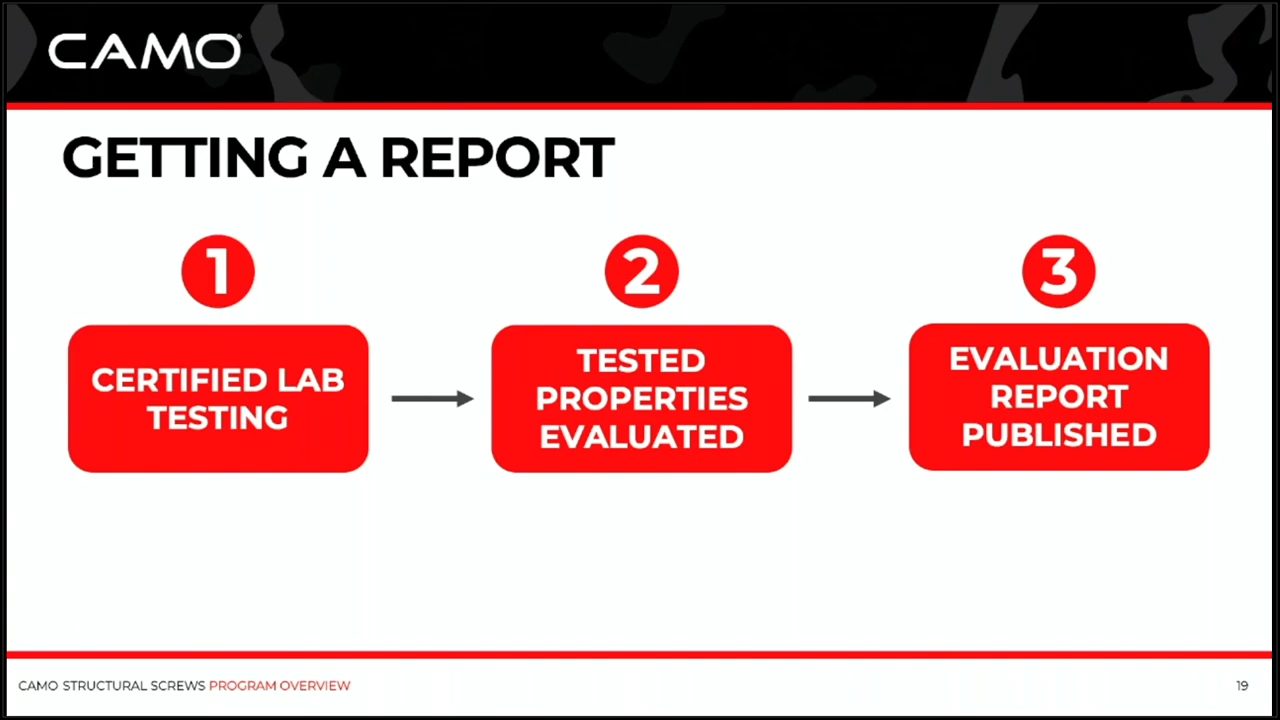 CAMO
GETTING A REPORT
1
CERTIFIED LAB
TESTING
2
TESTED
PROPERTIES
EVALUATED
3
EVALUATION
REPORT
PUBLISHED
CAMO STRUCTURAL SCREWS PROGRAM OVERVIEW
19